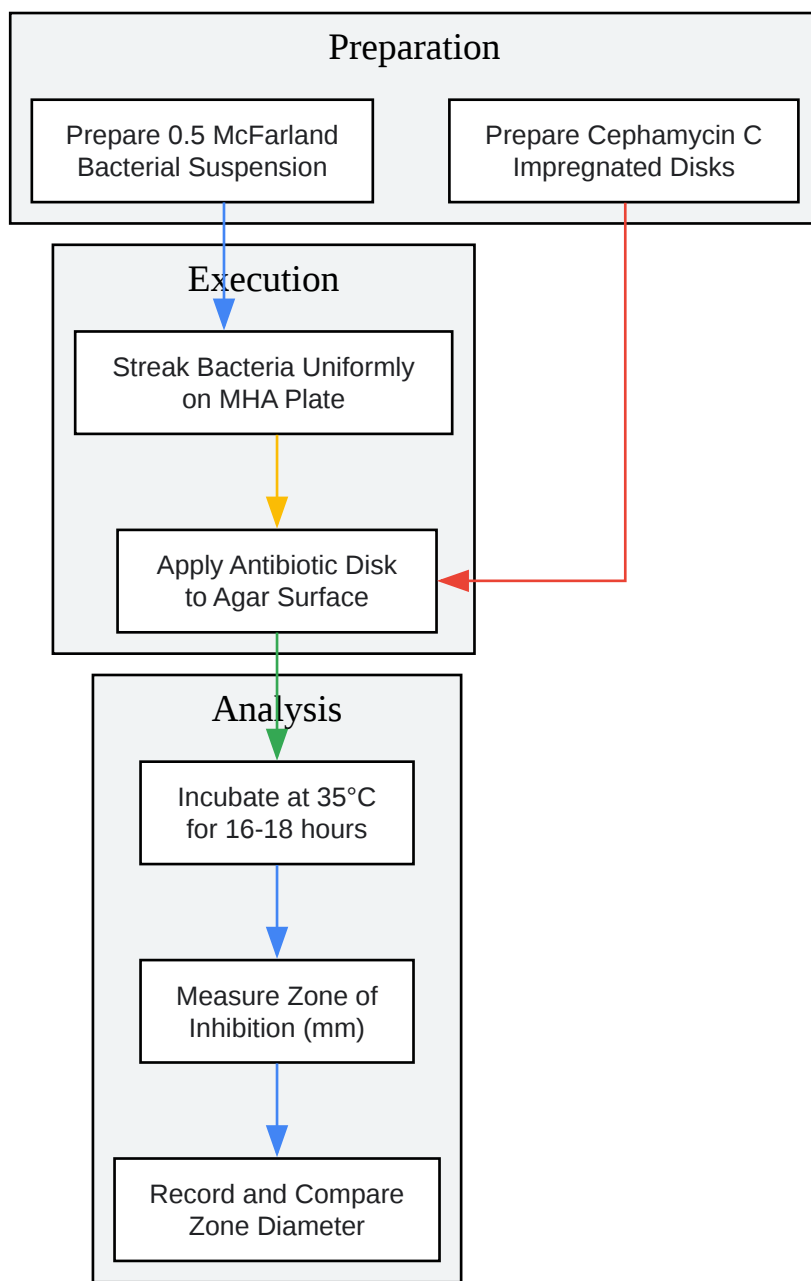 Preparation
Prepare 0.5 McFarland
Bacterial Suspension
Prepare Cephamycin C
Impregnated Disks
Execution
Streak Bacteria Uniformly
on MHA Plate
Apply Antibiotic Disk
to Agar Surface
Analysis
Incubate at 35°C
for 16-18 hours
Measure Zone of
Inhibition (mm)
Record and Compare
Zone Diameter